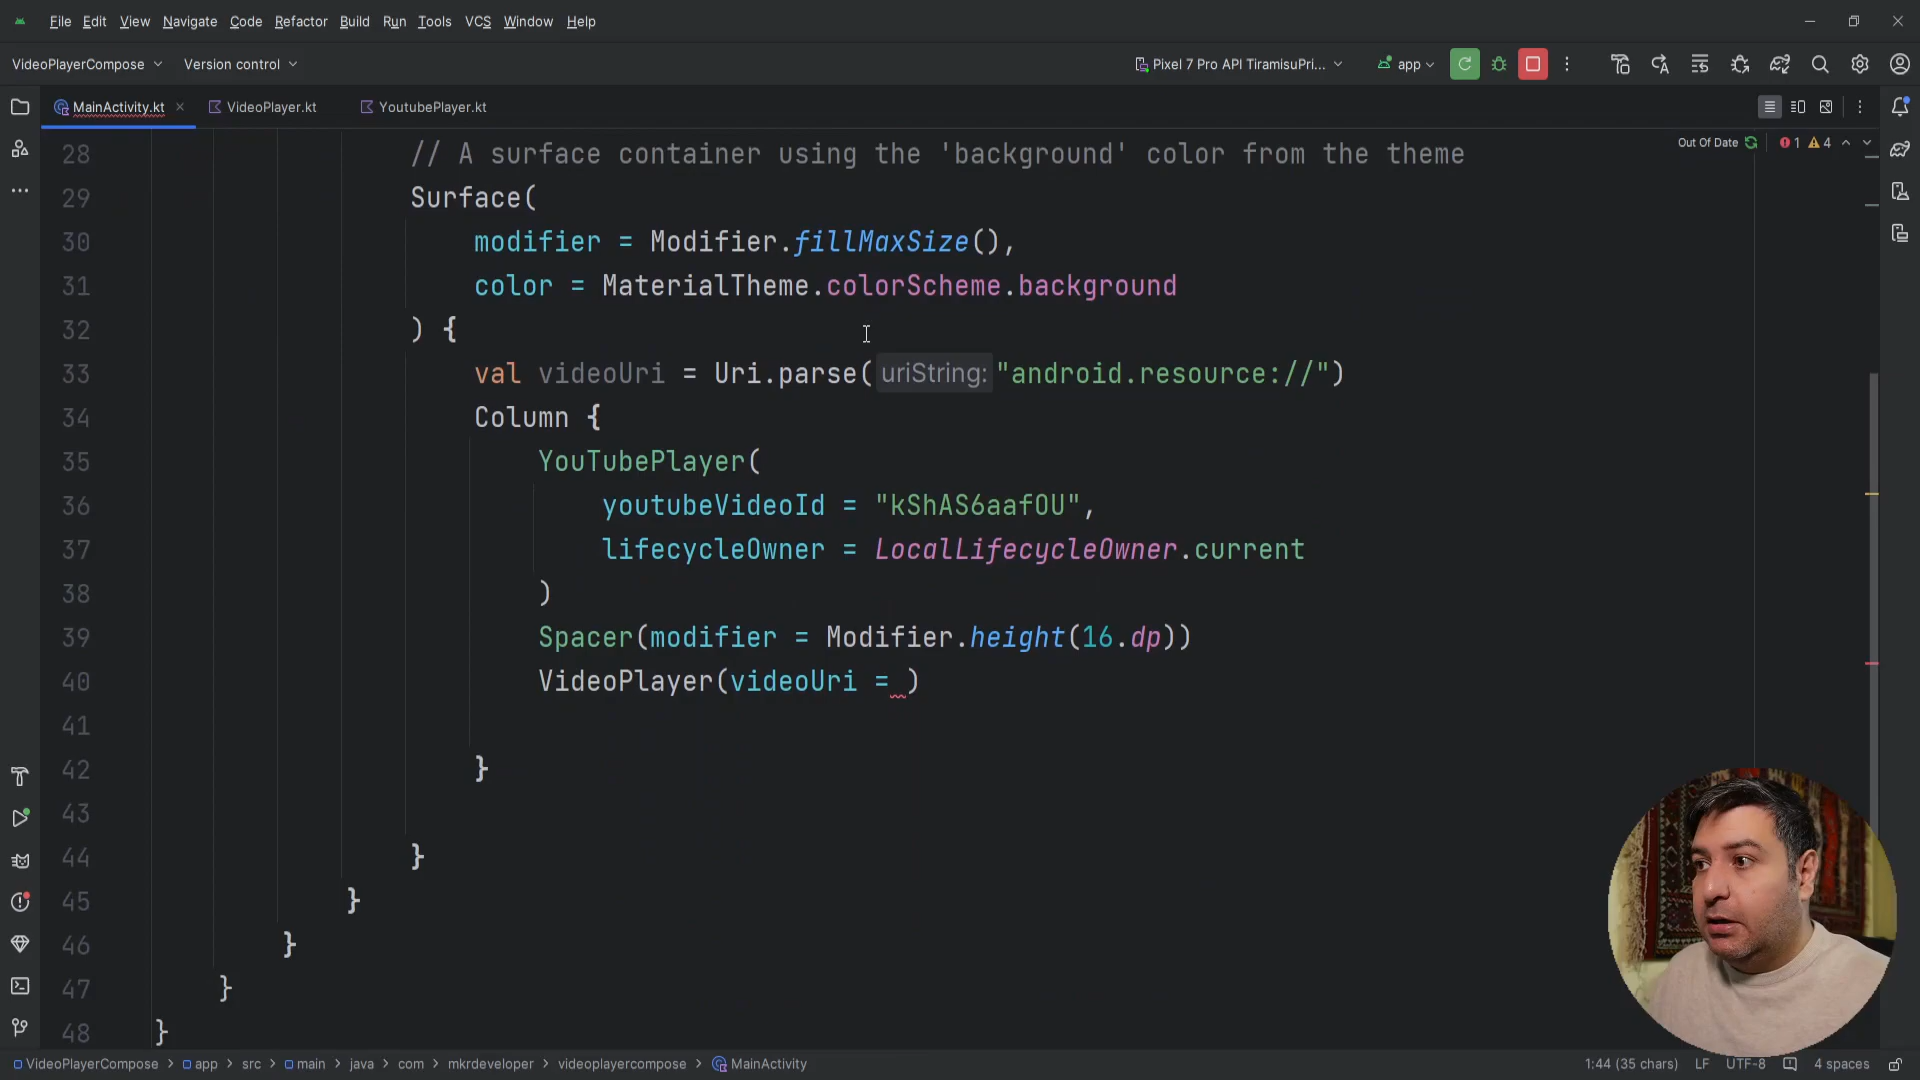 File Edit View Navigate Code Refactor Build Run Tools VCS Window Help
VideoPlayerCompose Version control Pixel 7 Pro API TiramisuPri... app
MainActivity.kt VideoPlayer.kt YoutubePlayer.kt
Out Of Date 1 4
28 // A surface container using the 'background' color from the theme
29 Surface(
30 modifier = Modifier.fillMaxSize(),
31 color = MaterialTheme.colorScheme.background
32 ) {
33 val videoUri = Uri.parse( uriString: "android.resource://")
34 Column {
35 YouTubePlayer(
36 youtubeVideoId = "kShAS6aafOU",
37 lifecycleOwner = LocalLifecycleOwner.current
38 )
39 Spacer(modifier = Modifier.height(16.dp))
40 VideoPlayer(videoUri = )
41
42 }
43
44 }
45 }
46 }
47 }
48 }
VideoPlayerCompose > app > src > main > java > com > mkrdeveloper > videoplayercompose > MainActivity 1:44 (35 chars) LF UTF-8 4 spaces